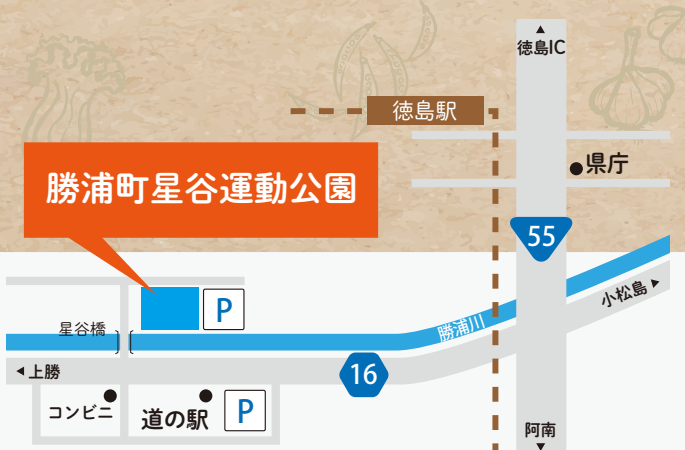 ▲
徳島IC
徳島駅
●県庁
勝浦町星谷運動公園
55
P
小松島▶
星谷橋
勝浦川
◀上勝
16
コンビニ
道の駅
P
阿南
▼